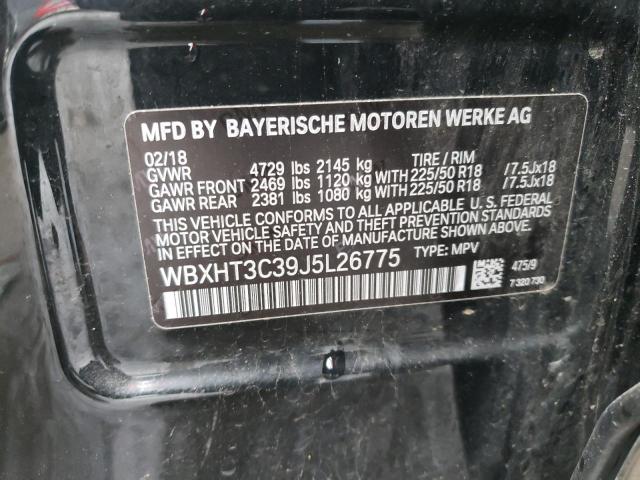 MFD BY BAYERISCHE MOTOREN WERKE AG
02/18 TIRE / RIM
GVWR 4729 lbs 2145 kg
GAWR FRONT 2469 lbs 1120 kg WITH 225/50 R18 /7.5Jx18
GAWR REAR 2381 lbs 1080 kg WITH 225/50 R18 /7.5Jx18
THIS VEHICLE CONFORMS TO ALL APPLICABLE U.S. FEDERAL
MOTOR VEHICLE SAFETY AND THEFT PREVENTION STANDARDS
IN EFFECT ON THE DATE OF MANUFACTURE SHOWN ABOVE.
WBXHT3C39J5L26775 TYPE: MPV
475/9
7 320 730